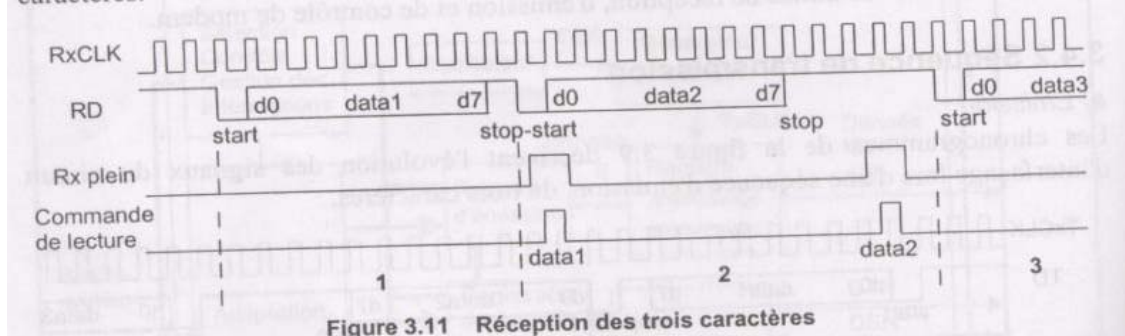 caractères.
RxCLK
RD
d0 data1 d7 d0 data2 d7 d0 data3
start stop-start stop start
Rx plein
Commande
de lecture
data1 data2
1 2 3
Figure 3.11 Réception des trois caractères